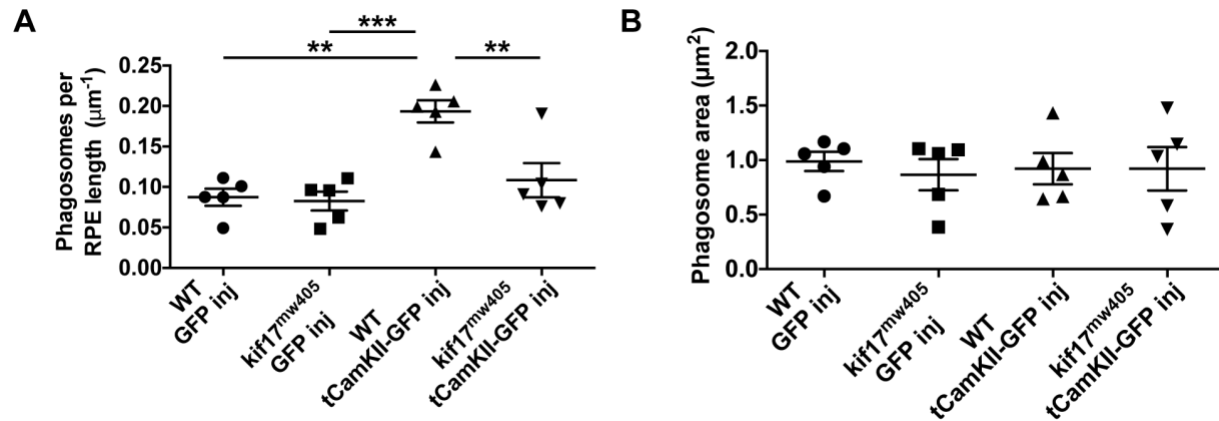 A
***
**
**
Phagosomes per
RPE length (μm⁻¹)
0.25
0.20
0.15
0.10
0.05
0.00
WT
GFP inj
kif17ᵐʷ⁴⁰⁵
GFP inj
WT
tCamKII-GFP inj
kif17ᵐʷ⁴⁰⁵
tCamKII-GFP inj
B
Phagosome area (μm²)
2.0
1.5
1.0
0.5
0.0
WT
GFP inj
kif17ᵐʷ⁴⁰⁵
GFP inj
WT
tCamKII-GFP inj
kif17ᵐʷ⁴⁰⁵
tCamKII-GFP inj